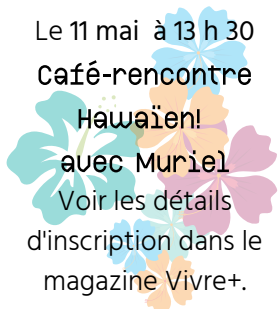 Le 11 mai à 13 h 30
Café-rencontre
Hawaïen!
avec Muriel
Voir les détails
d'inscription dans le
magazine Vivre+.